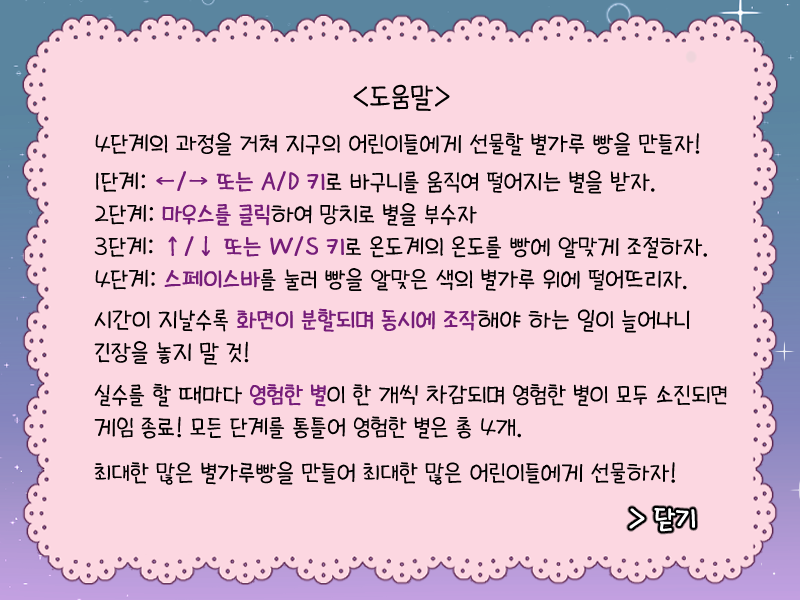 <도움말>
4단계의 과정을 거쳐 지구의 어린이들에게 선물할 별가루 빵을 만들자!
1단계: ←/→ 또는 A/D 키로 바구니를 움직여 떨어지는 별을 받자.
2단계: 마우스를 클릭하여 망치로 별을 부수자
3단계: ↑/↓ 또는 W/S 키로 온도계의 온도를 빵에 알맞게 조절하자.
4단계: 스페이스바를 눌러 빵을 알맞은 색의 별가루 위에 떨어뜨리자.
시간이 지날수록 화면이 분할되며 동시에 조작해야 하는 일이 늘어나니
긴장을 놓지 말 것!
실수를 할 때마다 영험한 별이 한 개씩 차감되며 영험한 별이 모두 소진되면
게임 종료! 모든 단계를 통틀어 영험한 별은 총 4개.
최대한 많은 별가루빵을 만들어 최대한 많은 어린이들에게 선물하자!
> 닫기